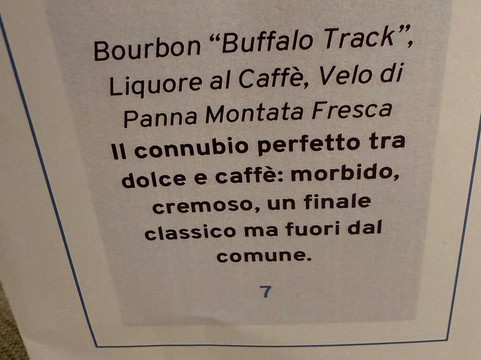 Bourbon “Buffalo Track”,
Liquore al Caffè, Velo di
Panna Montata Fresca
Il connubio perfetto tra
dolce e caffè: morbido,
cremoso, un finale
classico ma fuori dal
comune.
7